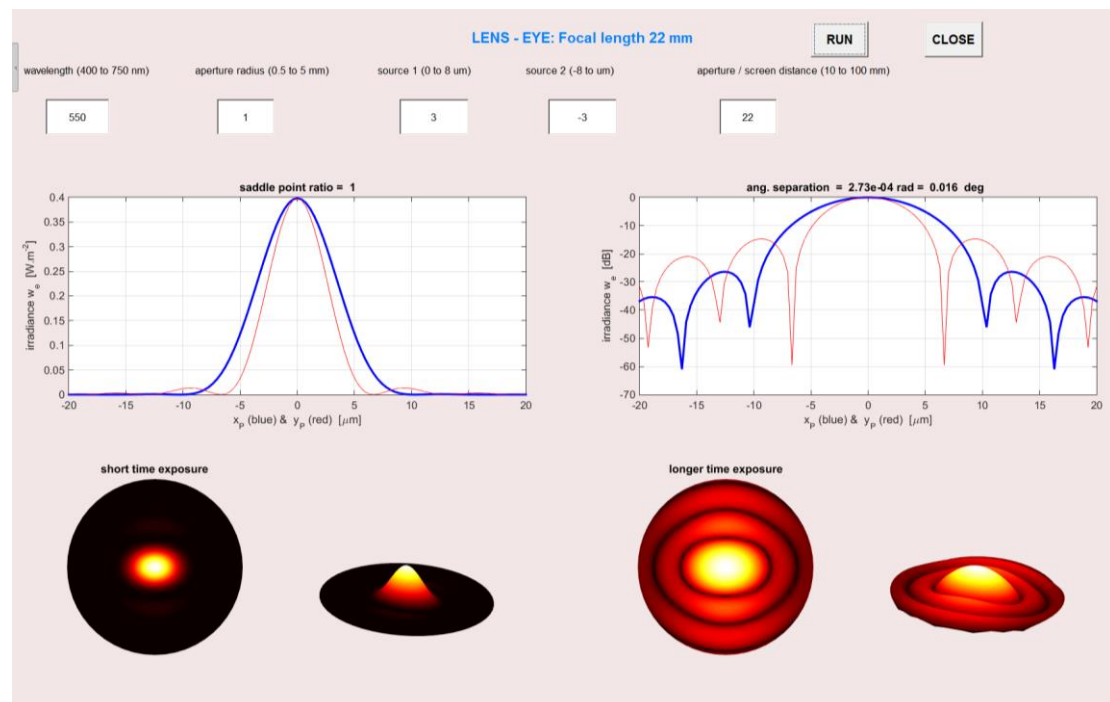 LENS - EYE: Focal length 22 mm
RUN
CLOSE
wavelength (400 to 750 nm)
aperture radius (0.5 to 5 mm)
source 1 (0 to 8 um)
source 2 (-8 to um)
aperture / screen distance (10 to 100 mm)
550
1
3
-3
22
saddle point ratio = 1
0.4
0.35
0.3
0.25
0.2
0.15
0.1
0.05
0
irradiance w_e [W.m^-2]
-20 -15 -10 -5 0 5 10 15 20
x_P (blue) & y_P (red) [μm]
ang. separation = 2.73e-04 rad = 0.016 deg
0
-10
-20
-30
-40
-50
-60
-70
irradiance w_e [dB]
-20 -15 -10 -5 0 5 10 15 20
x_P (blue) & y_P (red) [μm]
short time exposure
longer time exposure